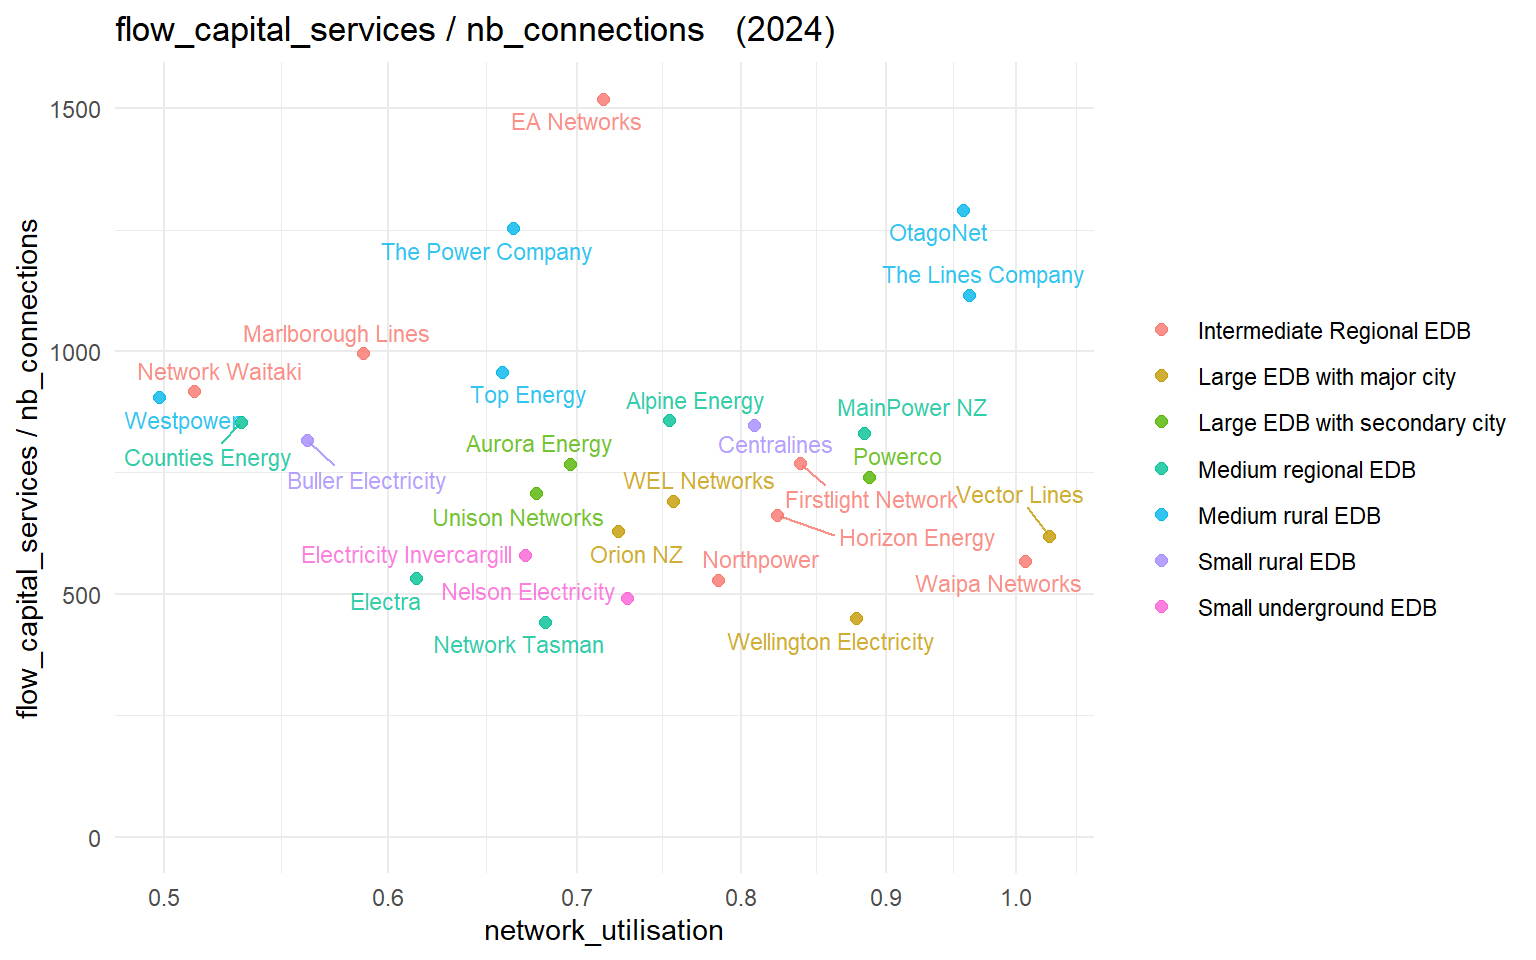 flow_capital_services / nb_connections (2024)
flow_capital_services / nb_connections
1500
1000
500
0
EA Networks
OtagoNet
The Power Company
The Lines Company
Marlborough Lines
Network Waitaki
Top Energy
Alpine Energy
MainPower NZ
Westpower
Centralines
Aurora Energy
Powerco
Counties Energy
Buller Electricity
WEL Networks
Firstlight Network
Vector Lines
Unison Networks
Horizon Energy
Electricity Invercargill
Orion NZ
Northpower
Waipa Networks
Nelson Electricity
Electra
Network Tasman
Wellington Electricity
0.5
0.6
0.7
0.8
0.9
1.0
network_utilisation
Intermediate Regional EDB
Large EDB with major city
Large EDB with secondary city
Medium regional EDB
Medium rural EDB
Small rural EDB
Small underground EDB